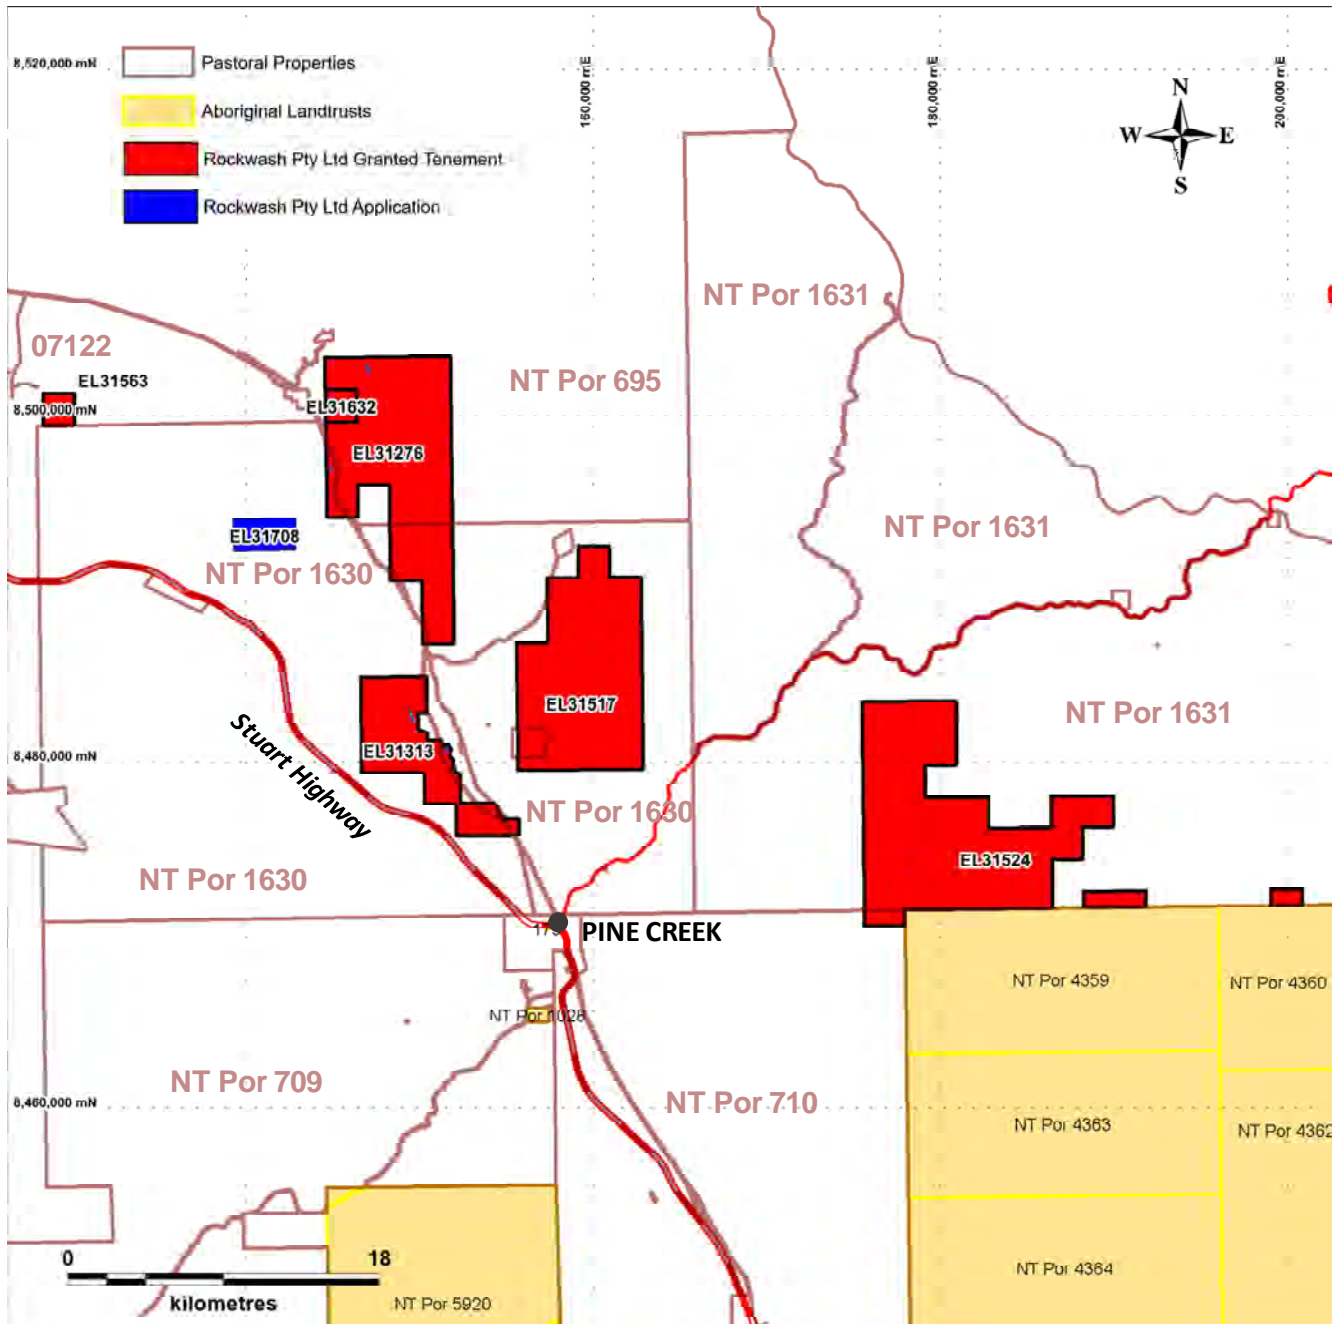 8,520,000 mN
Pastoral Properties
160,000 mE
180,000 mE
200,000 mE
Aboriginal Landtrusts
Rockwash Pty Ltd Granted Tenement
Rockwash Pty Ltd Application
N
W E
S
NT Por 1631
07122
EL31563
NT Por 695
8,500,000 mN
EL31632
EL31276
EL31708
NT Por 1630
NT Por 1631
Stuart Highway
EL31517
NT Por 1631
8,480,000 mN
EL31313
NT Por 1630
EL31524
NT Por 1630
PINE CREEK
NT Por 4359
NT Por 4360
NT Por 1028
NT Por 709
NT Por 710
8,460,000 mN
NT Por 4363
NT Por 4362
0 18
kilometres
NT Por 5920
NT Por 4364